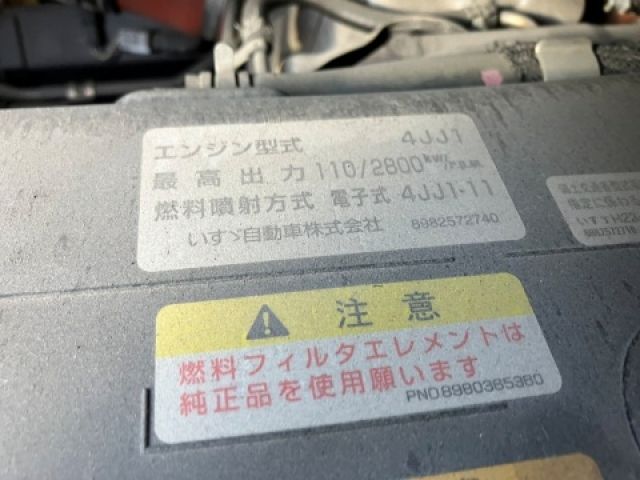 エンジン型式 4JJ1
最高出力 110/2800 kW/r.p.m
燃料噴射方式 電子式 4JJ1-11
いすゞ自動車株式会社 8982572740
注意
燃料フィルタエレメントは
純正品を使用願います
PNO.8980365380